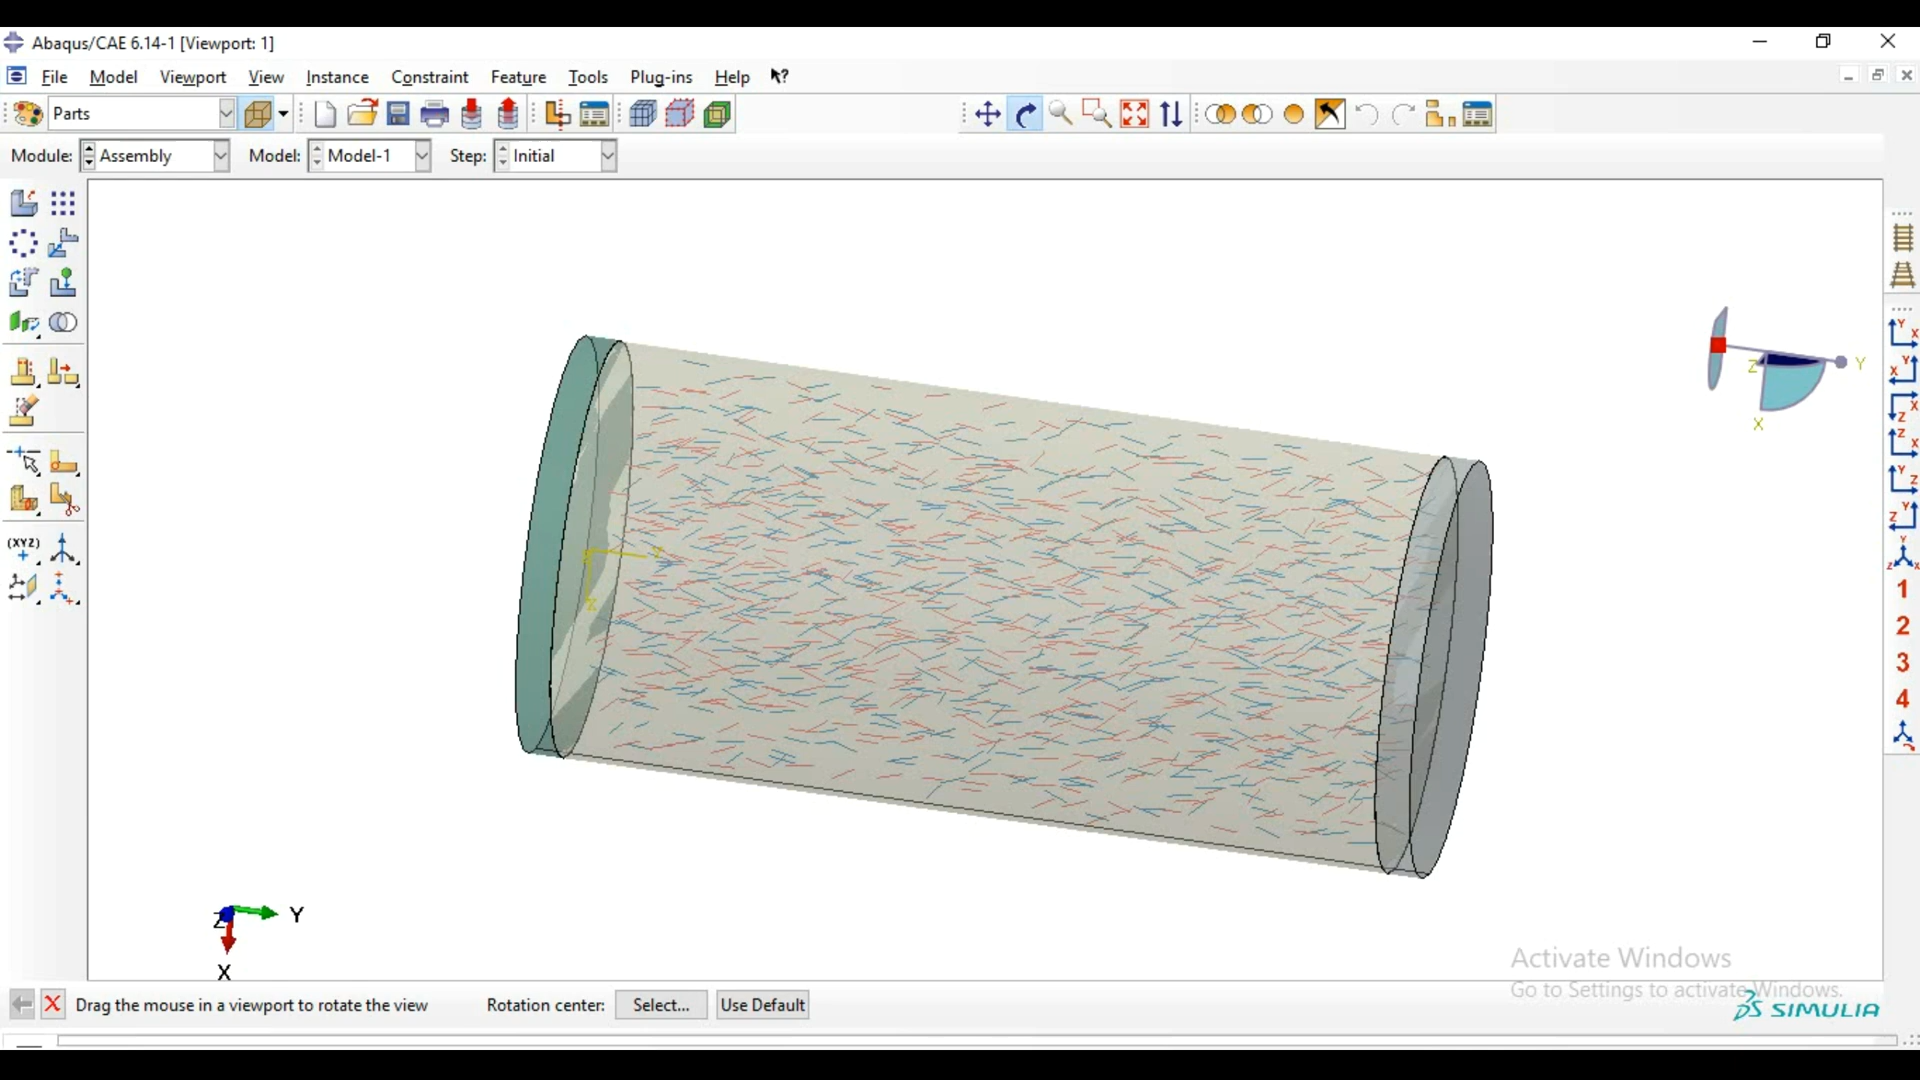 Abaqus/CAE 6.14-1 [Viewport: 1]
File Model Viewport View Instance Constraint Feature Tools Plug-ins Help ?
Parts
Module: Assembly Model: Model-1 Step: Initial
Y
Z
X
Y
X
(XYZ)
1
2
3
4
Z
Y
X
Activate Windows
Go to Settings to activate Windows.
Drag the mouse in a viewport to rotate the view Rotation center: Select... Use Default
SIMULIA